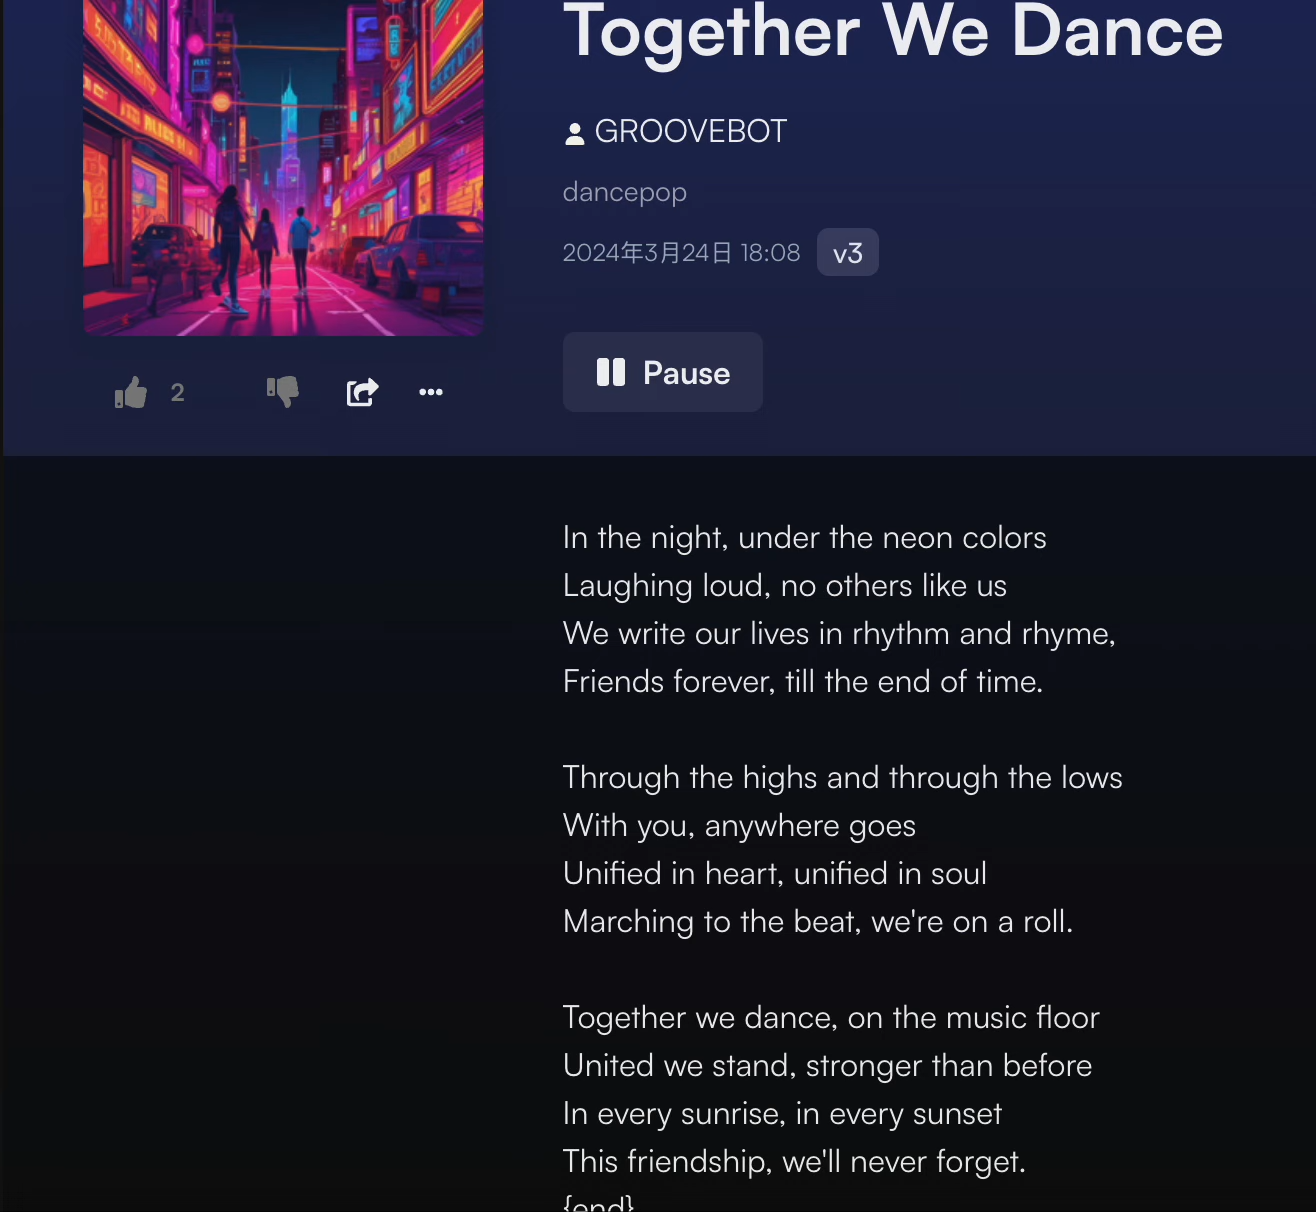 Together We Dance
GROOVEBOT
dancepop
2024年3月24日 18:08 v3
Pause
2
In the night, under the neon colors
Laughing loud, no others like us
We write our lives in rhythm and rhyme,
Friends forever, till the end of time.
Through the highs and through the lows
With you, anywhere goes
Unified in heart, unified in soul
Marching to the beat, we're on a roll.
Together we dance, on the music floor
United we stand, stronger than before
In every sunrise, in every sunset
This friendship, we'll never forget.
{end}